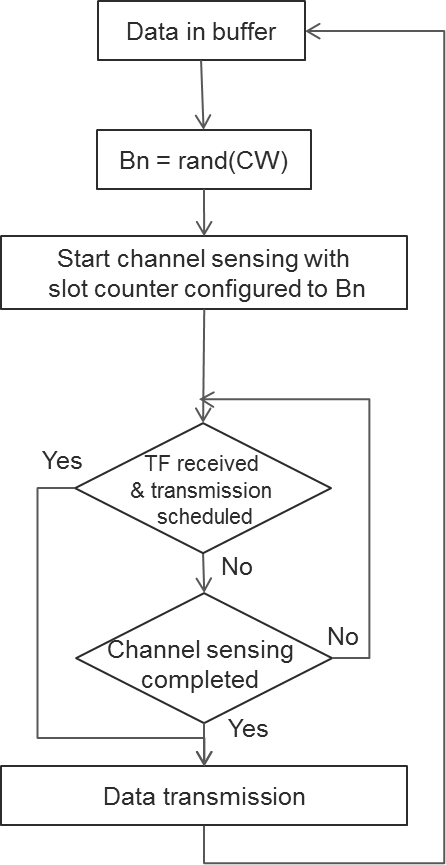 Data in buffer
Bn = rand(CW)
Start channel sensing with
slot counter configured to Bn
Yes
TF received
& transmission
scheduled
No
Channel sensing
completed
No
Yes
Data transmission